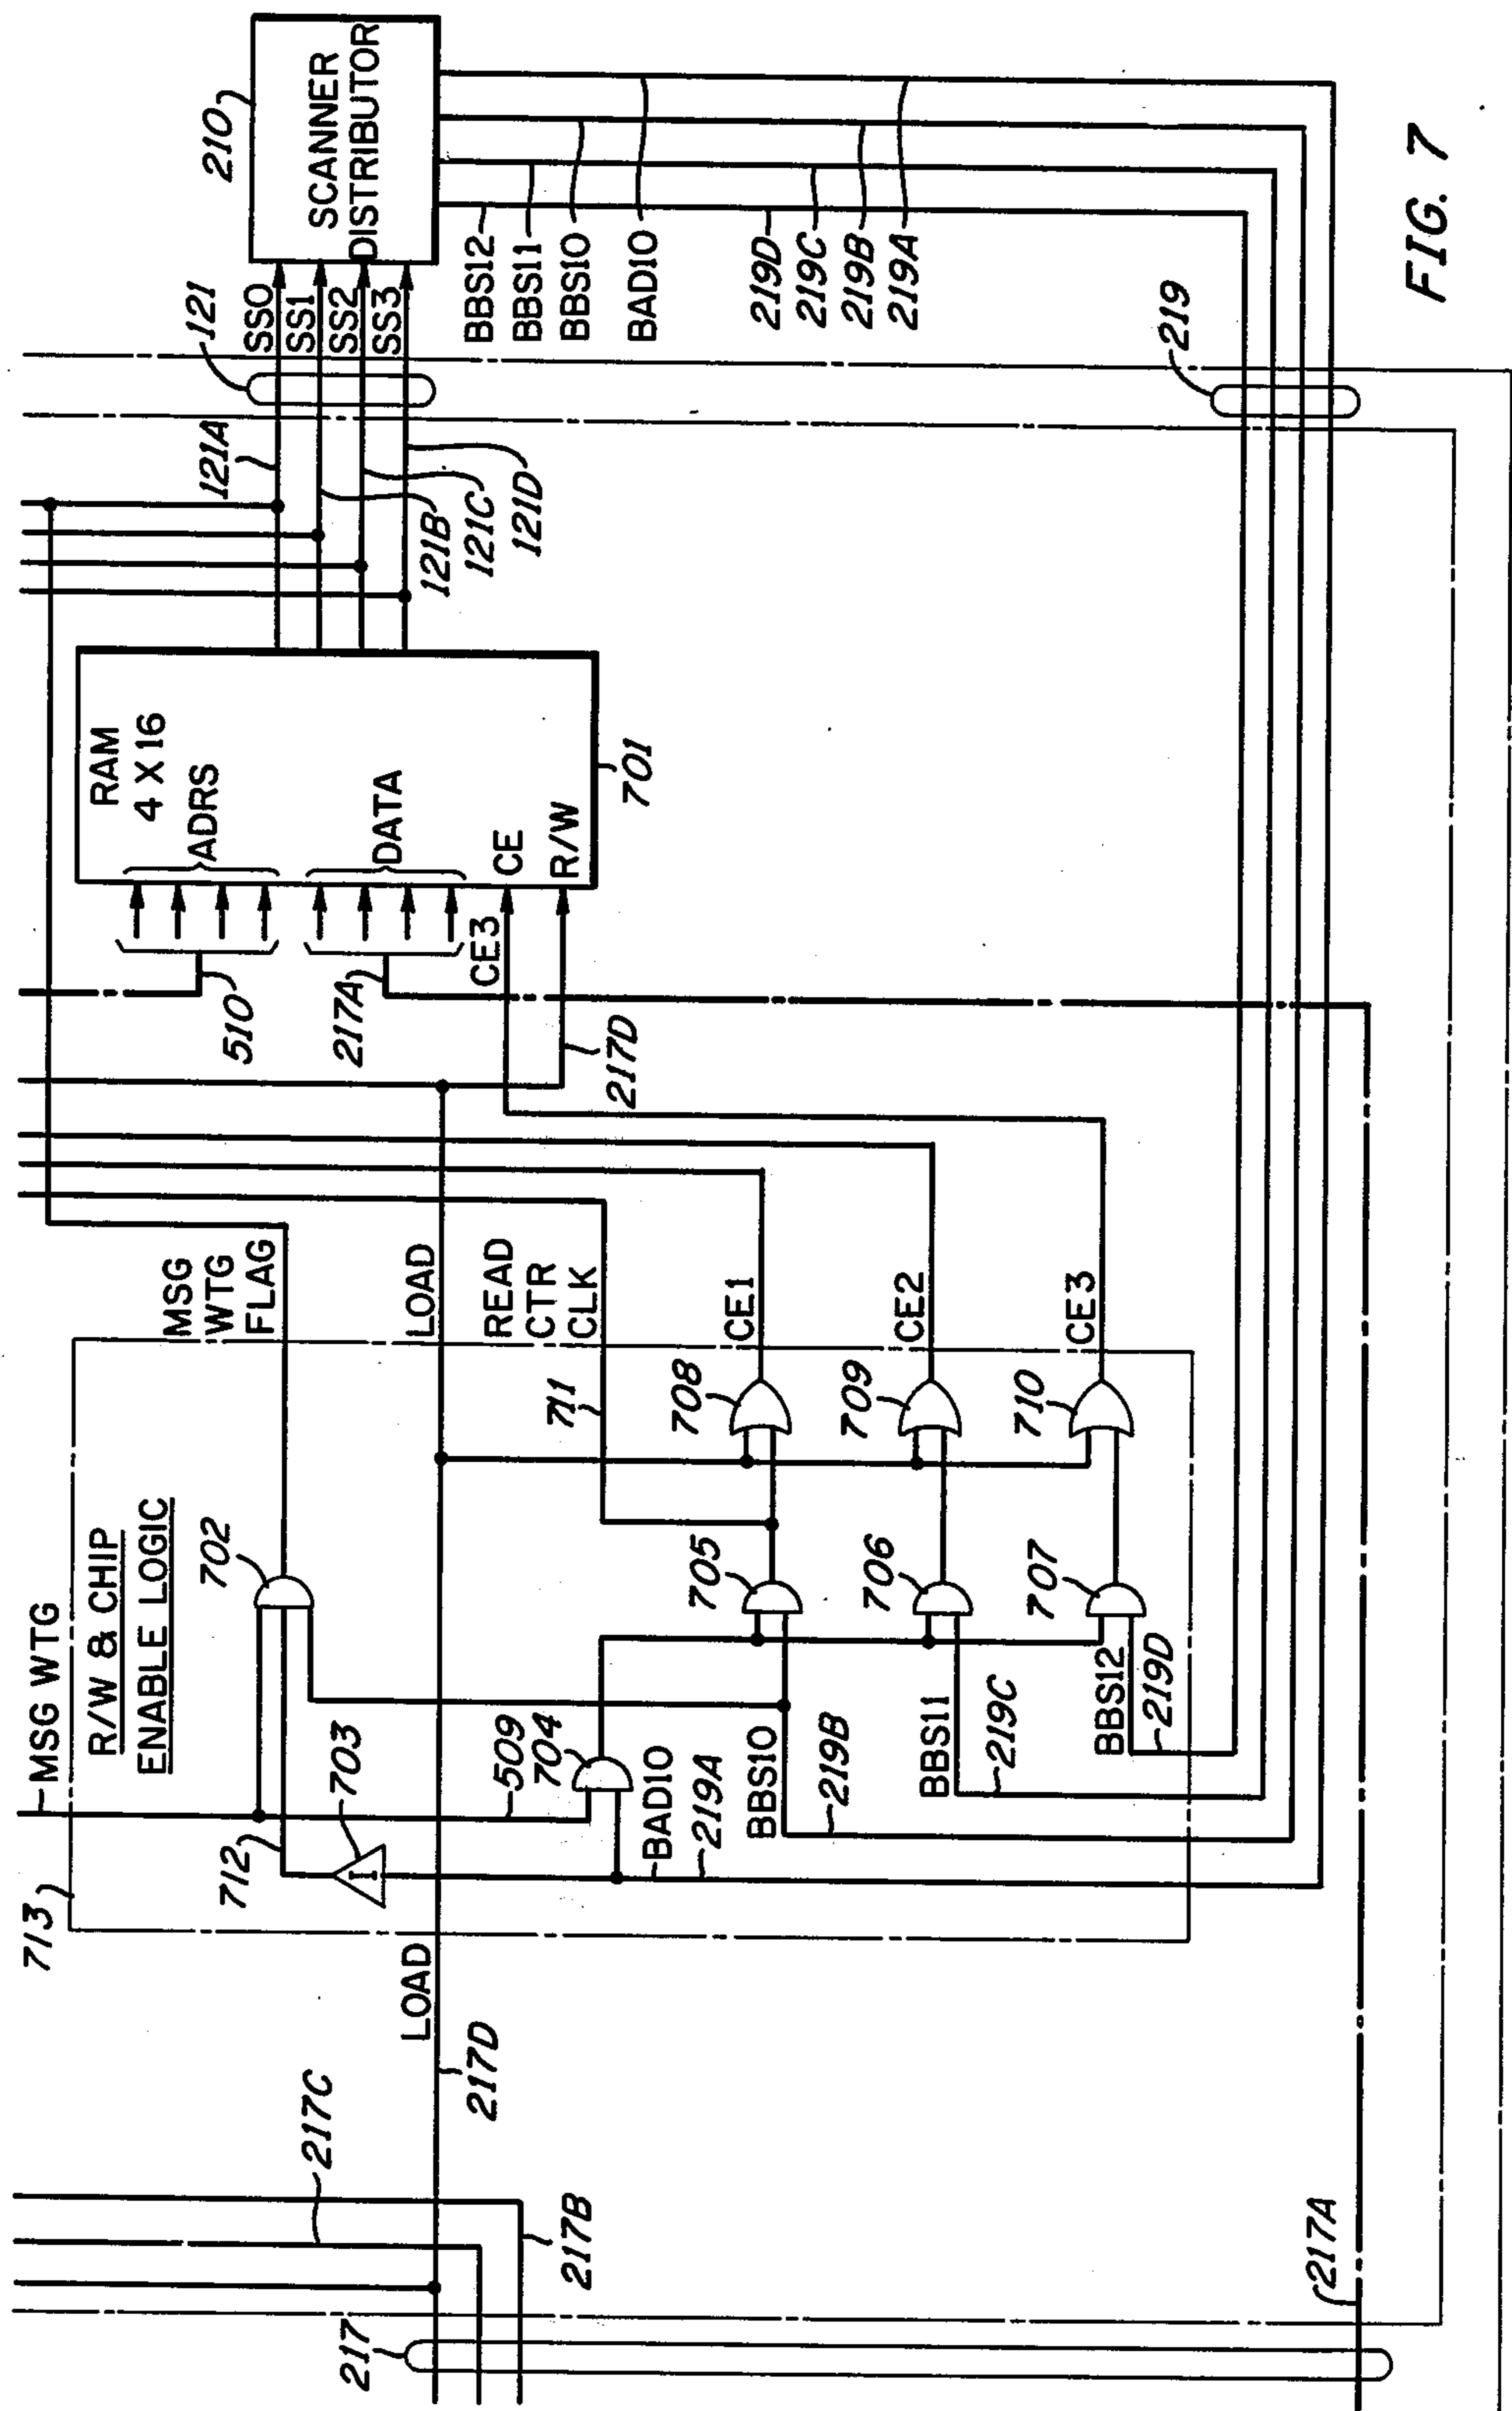 713
MSG WTG
R/W & CHIP
ENABLE LOGIC
702
712
703
MSG
WTG
FLAG
510
RAM
4 X 16
ADRS
217A
DATA
CE3
CE
R/W
701
217D
121A
121B
121C
121D
121
SS0
SS1
SS2
SS3
210
SCANNER
DISTRIBUTOR
217C
LOAD
217D
LOAD
217
217B
509
704
READ
CTR
CLK
711
BAD10
219A
705
708
CE1
BBS10
219B
706
709
CE2
BBS11
219C
707
710
CE3
BBS12
219D
BBS12
BBS11
BBS10
BAD10
219D
219C
219B
219A
219
217A
FIG. 7
I